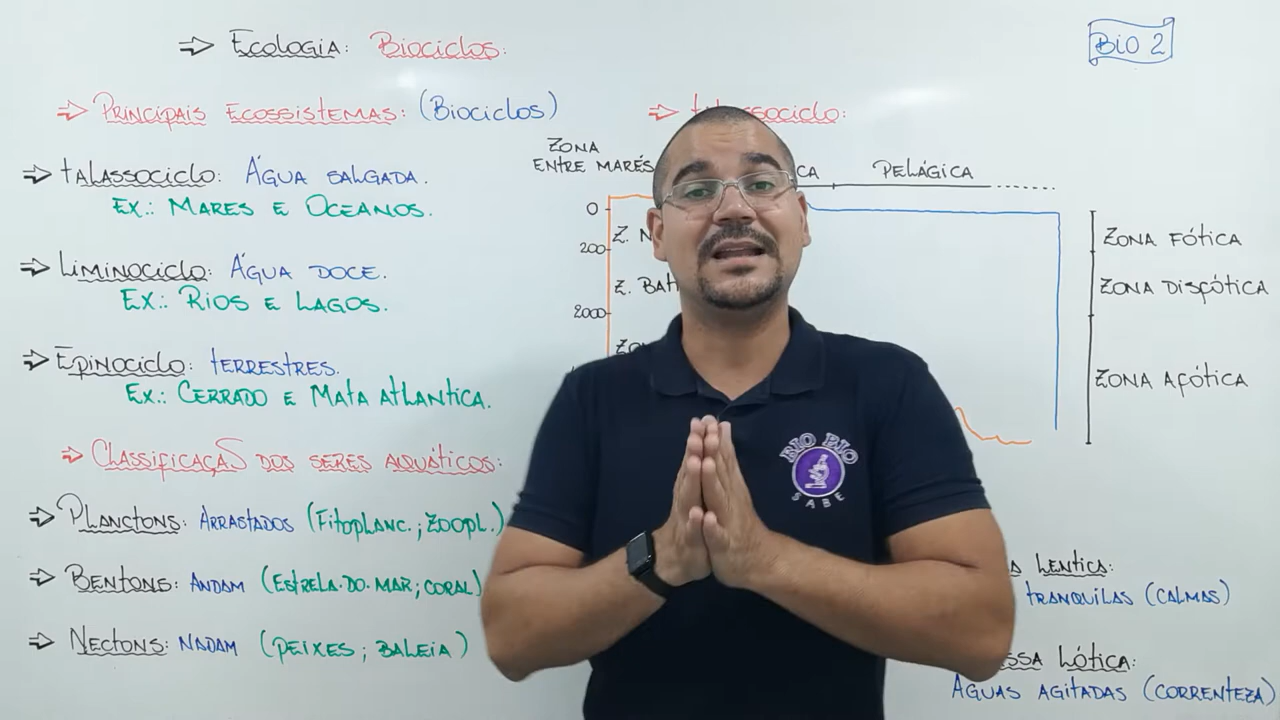 ⇨ Ecologia: Biociclos:
BIO 2
⇨ Principais Ecossistemas: (Biociclos)
⇨ talassociclo: Água salgada.
Ex.: Mares e Oceanos.
⇨ Liminociclo: Água doce.
Ex.: Rios e Lagos.
⇨ Epinociclo: terrestres.
Ex.: Cerrado e Mata Atlantica.
⇨ Classificação dos seres aquáticos:
⇨ Planctons: Arrastados (Fitoplanc.; Zoopl.)
⇨ Bentons: Andam (Estrela-do-mar; coral)
⇨ Nectons: Nadam (Peixes; Baleia)
Zona
entre marés
Pelágica
0
200
2000
Z.
Z.
Zona Fótica
Zona Disfótica
Zona Afótica
BIO BIO
SABE
Lentica:
tranquilas (calmas)
Lótica:
Águas agitadas (correnteza)